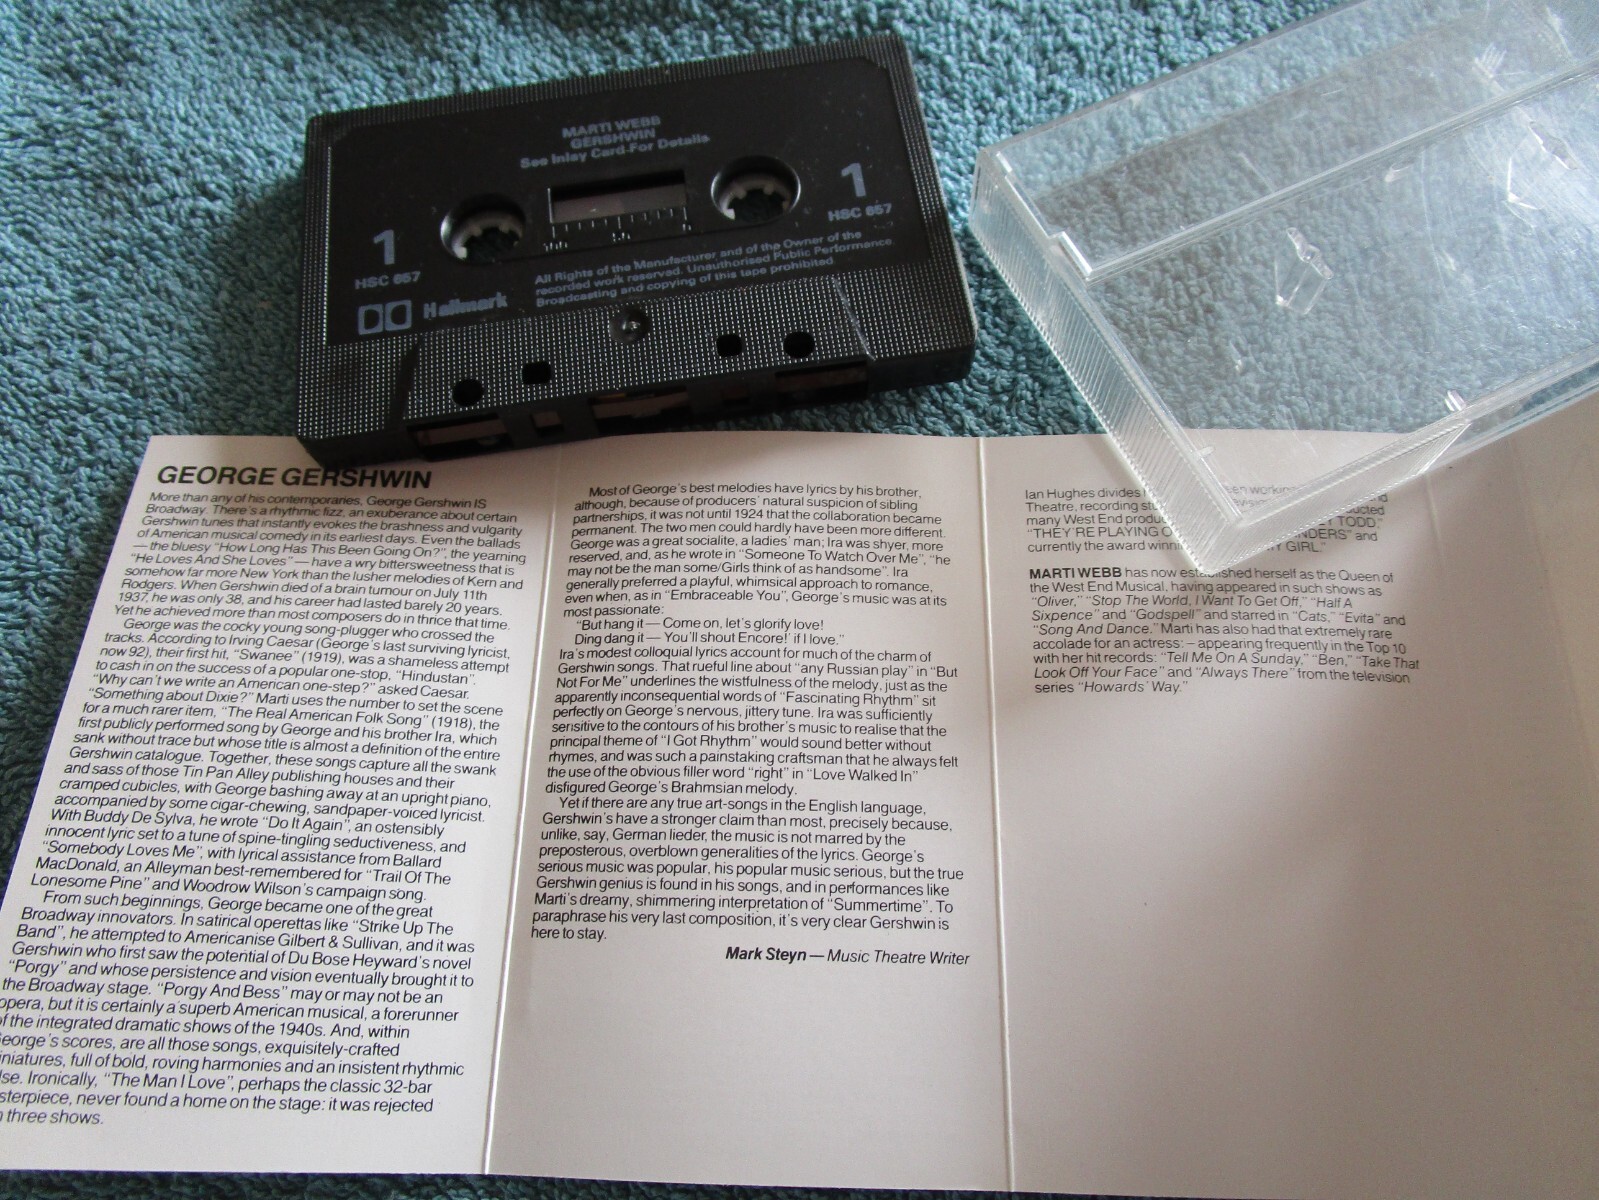 MARTI WEBB
GERSHWIN
See Inlay Card For Details
1
HSC 657
1
HSC 657
Hallmark
All Rights of the Manufacturer and of the Owner of the
recorded work reserved. Unauthorised Public Performance
Broadcasting and copying of this tape prohibited.
100 50 0
GEORGE GERSHWIN
More than any of his contemporaries, George Gershwin IS
Broadway. There's a rhythmic fizz, an exuberance about certain
Gershwin tunes that instantly evokes the brashness and vulgarity
of American musical comedy in its earliest days. Even the ballads
— the bluesy "How Long Has This Been Going On?", the yearning
"He Loves And She Loves" — have a wry bittersweetness that is
somehow far more New York than the lusher melodies of Kern and
Rodgers. When Gershwin died of a brain tumour on July 11th
1937, he was only 38, and his career had lasted barely 20 years.
Yet he achieved more than most composers do in thrice that time.
George was the cocky young song-plugger who crossed the
tracks. According to Irving Caesar (George's last surviving lyricist,
now 92), their first hit, "Swanee" (1919), was a shameless attempt
to cash in on the success of a popular one-stop, "Hindustan".
"Why can't we write an American one-step?" asked Caesar.
"Something about Dixie?" Marti uses the number to set the scene
for a much rarer item, "The Real American Folk Song" (1918), the
first publicly performed song by George and his brother Ira, which
sank without trace but whose title is almost a definition of the entire
Gershwin catalogue. Together, these songs capture all the swank
and sass of those Tin Pan Alley publishing houses and their
cramped cubicles, with George bashing away at an upright piano,
accompanied by some cigar-chewing, sandpaper-voiced lyricist.
With Buddy De Sylva, he wrote "Do It Again", an ostensibly
innocent lyric set to a tune of spine-tingling seductiveness, and
"Somebody Loves Me", with lyrical assistance from Ballard
MacDonald, an Alleyman best-remembered for "Trail Of The
Lonesome Pine" and Woodrow Wilson's campaign song.
From such beginnings, George became one of the great
Broadway innovators. In satirical operettas like "Strike Up The
Band", he attempted to Americanise Gilbert & Sullivan, and it was
Gershwin who first saw the potential of Du Bose Heyward's novel
"Porgy" and whose persistence and vision eventually brought it to
the Broadway stage. "Porgy And Bess" may or may not be an
opera, but it is certainly a superb American musical, a forerunner
of the integrated dramatic shows of the 1940s. And, within
George's scores, are all those songs, exquisitely-crafted
iniatures, full of bold, roving harmonies and an insistent rhythmic
lse. Ironically, "The Man I Love", perhaps the classic 32-bar
sterpiece, never found a home on the stage: it was rejected
three shows.
Most of George's best melodies have lyrics by his brother,
although, because of producers' natural suspicion of sibling
partnerships, it was not until 1924 that the collaboration became
permanent. The two men could hardly have been more different.
George was a great socialite, a ladies' man; Ira was shyer, more
reserved, and, as he wrote in "Someone To Watch Over Me", "he
may not be the man some/Girls think of as handsome". Ira
generally preferred a playful, whimsical approach to romance,
even when, as in "Embraceable You", George's music was at its
most passionate:
"But hang it — Come on, let's glorify love!
Ding dang it — You'll shout Encore!' if I love."
Ira's modest colloquial lyrics account for much of the charm of
Gershwin songs. That rueful line about "any Russian play" in "But
Not For Me" underlines the wistfulness of the melody, just as the
apparently inconsequential words of "Fascinating Rhythm" sit
perfectly on George's nervous, jittery tune. Ira was sufficiently
sensitive to the contours of his brother's music to realise that the
principal theme of "I Got Rhythm" would sound better without
rhymes, and was such a painstaking craftsman that he always felt
the use of the obvious filler word "right" in "Love Walked In"
disfigured George's Brahmsian melody.
Yet if there are any true art-songs in the English language,
Gershwin's have a stronger claim than most, precisely because,
unlike, say, German lieder, the music is not marred by the
preposterous, overblown generalities of the lyrics. George's
serious music was popular, his popular music serious, but the true
Gershwin genius is found in his songs, and in performances like
Marti's dreamy, shimmering interpretation of "Summertime". To
paraphrase his very last composition, it's very clear Gershwin is
here to stay.
Mark Steyn — Music Theatre Writer
Ian Hughes divides
Theatre, recording
many West End TODD,"
"THEY'RE PLAYING and
currently the award GIRL."
MARTI WEBB has now established herself as the Queen of
the West End Musical, having appeared in such shows as
"Oliver," "Stop The World, I Want To Get Off," "Half A
Sixpence" and "Godspell" and starred in "Cats," "Evita" and
"Song And Dance." Marti has also had that extremely rare
accolade for an actress: — appearing frequently in the Top 10
with her hit records: "Tell Me On A Sunday," "Ben," "Take That
Look Off Your Face" and "Always There" from the television
series "Howards' Way."